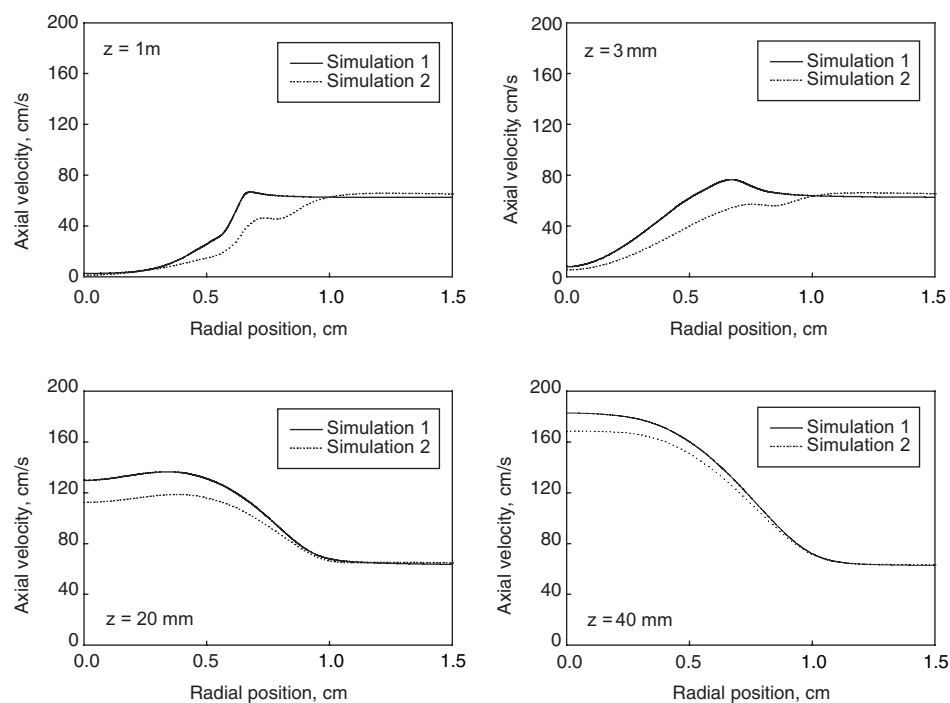 Axial velocity, cm/s
200
160
120
80
40
0
z = 1m
Simulation 1
Simulation 2
0.0 0.5 1.0 1.5
Radial position, cm
Axial velocity, cm/s
200
160
120
80
40
0
z = 3 mm
Simulation 1
Simulation 2
0.0 0.5 1.0 1.5
Radial position, cm
Axial velocity, cm/s
200
160
120
80
40
0
Simulation 1
Simulation 2
z = 20 mm
0.0 0.5 1.0 1.5
Radial position, cm
Axial velocity, cm/s
200
160
120
80
40
0
Simulation 1
Simulation 2
z = 40 mm
0.0 0.5 1.0 1.5
Radial position, cm